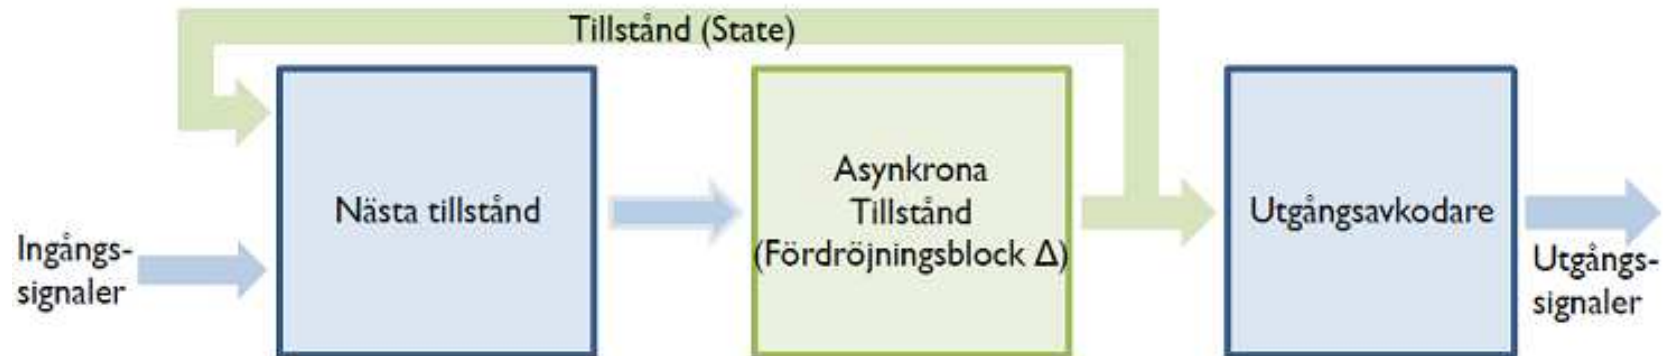 Tillstånd (State)
Nästa tillstånd
Asynkrona
Tillstånd
(Fördröjningsblock Δ)
Utgångsavkodare
Ingångs-
signaler
Utgångs-
signaler